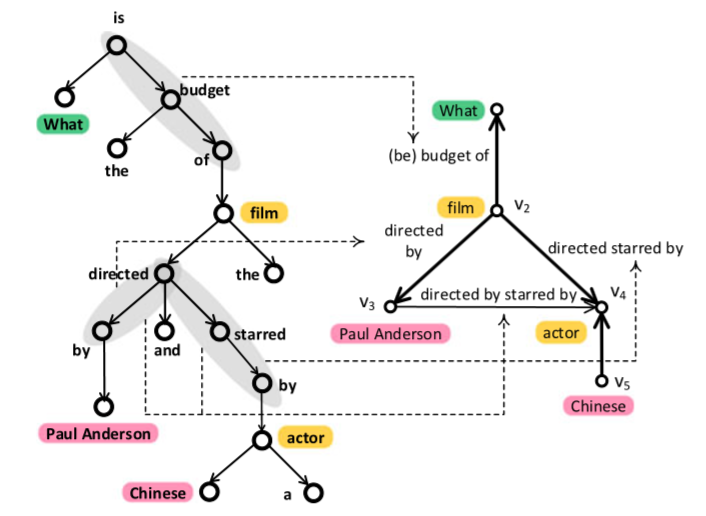 is
budget
What
the
of
film
directed
the
by
and
starred
by
Paul Anderson
actor
Chinese
a
What
(be) budget of
film
v2
directed
by
directed starred by
v3
directed by starred by
v4
Paul Anderson
actor
v5
Chinese